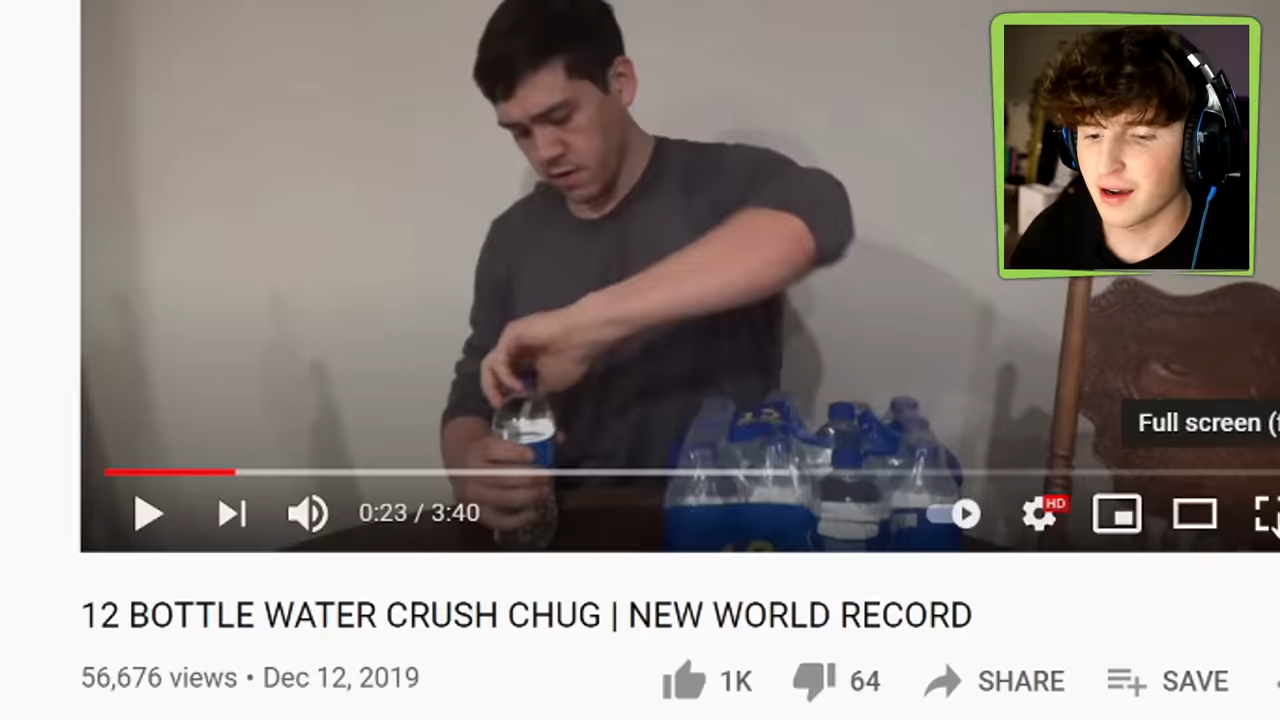 Full screen (f
0:23 / 3:40
HD
12 BOTTLE WATER CRUSH CHUG | NEW WORLD RECORD
56,676 views • Dec 12, 2019
1K
64
SHARE
SAVE